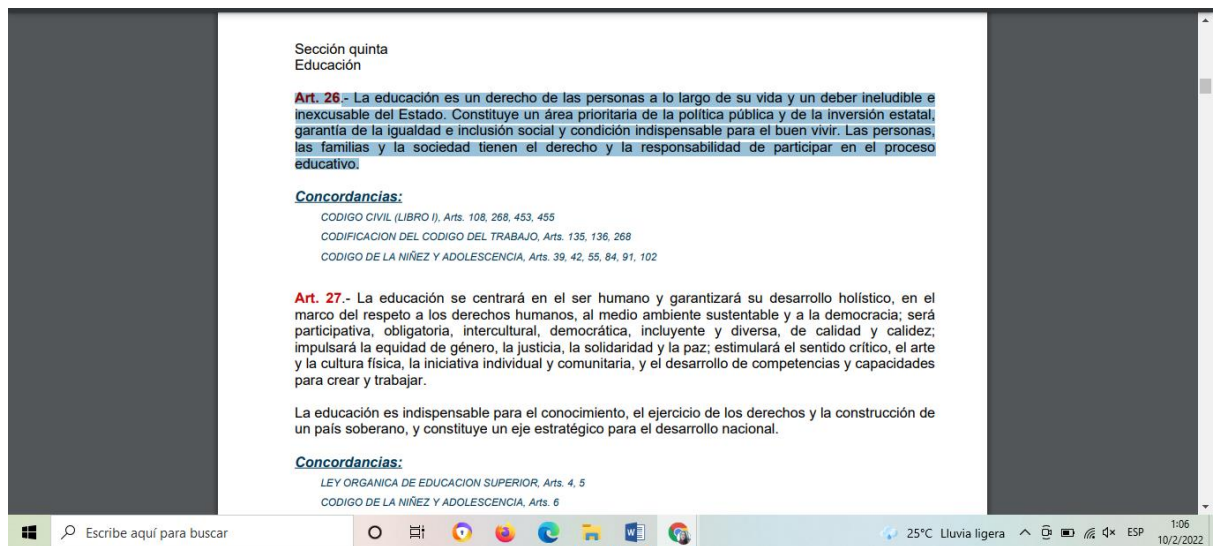 Sección quinta
Educación
Art. 26.- La educación es un derecho de las personas a lo largo de su vida y un deber ineludible e
inexcusable del Estado. Constituye un área prioritaria de la política pública y de la inversión estatal,
garantía de la igualdad e inclusión social y condición indispensable para el buen vivir. Las personas,
las familias y la sociedad tienen el derecho y la responsabilidad de participar en el proceso
educativo.
Concordancias:
CODIGO CIVIL (LIBRO I), Arts. 108, 268, 453, 455
CODIFICACION DEL CODIGO DEL TRABAJO, Arts. 135, 136, 268
CODIGO DE LA NIÑEZ Y ADOLESCENCIA, Arts. 39, 42, 55, 84, 91, 102
Art. 27.- La educación se centrará en el ser humano y garantizará su desarrollo holístico, en el
marco del respeto a los derechos humanos, al medio ambiente sustentable y a la democracia; será
participativa, obligatoria, intercultural, democrática, incluyente y diversa, de calidad y calidez;
impulsará la equidad de género, la justicia, la solidaridad y la paz; estimulará el sentido crítico, el arte
y la cultura física, la iniciativa individual y comunitaria, y el desarrollo de competencias y capacidades
para crear y trabajar.
La educación es indispensable para el conocimiento, el ejercicio de los derechos y la construcción de
un país soberano, y constituye un eje estratégico para el desarrollo nacional.
Concordancias:
LEY ORGANICA DE EDUCACION SUPERIOR, Arts. 4, 5
CODIGO DE LA NIÑEZ Y ADOLESCENCIA, Arts. 6
Escribe aquí para buscar
25°C Lluvia ligera
ESP
1:06
10/2/2022